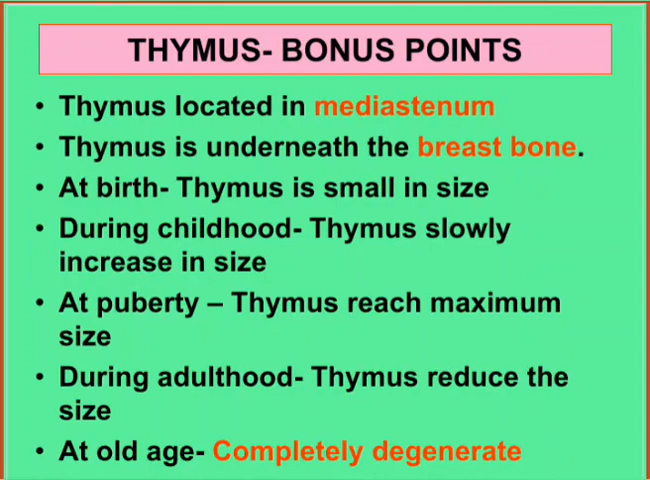 THYMUS- BONUS POINTS
• Thymus located in mediastenum
• Thymus is underneath the breast bone.
• At birth- Thymus is small in size
• During childhood- Thymus slowly
increase in size
• At puberty – Thymus reach maximum
size
• During adulthood- Thymus reduce the
size
• At old age- Completely degenerate